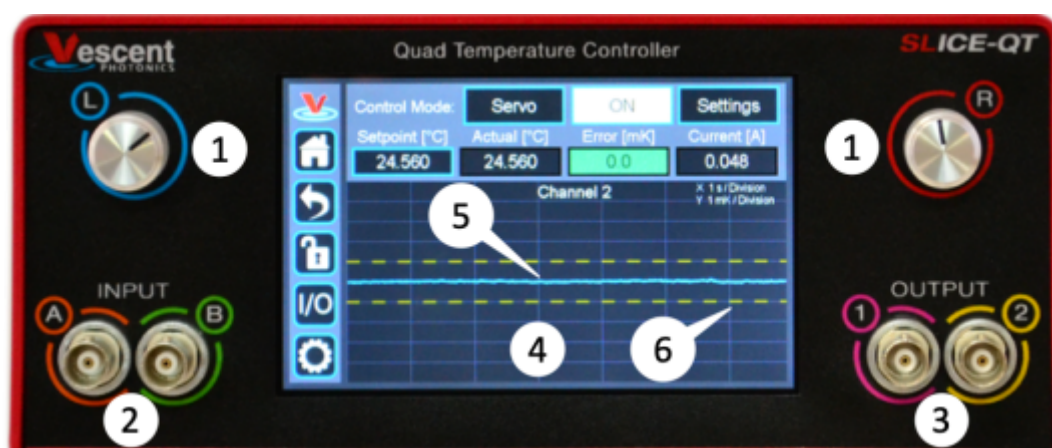 Vescent
PHOTONICS
Quad Temperature Controller
SLICE-QT
L
R
1
1
Control Mode: Servo ON Settings
Setpoint [°C] Actual [°C] Error [mK] Current [A]
24.560 24.560 0.0 0.048
Channel 2
X 1 s / Division
Y 1 mK / Division
5
I/O
4
6
INPUT
A B
2
OUTPUT
1 2
3